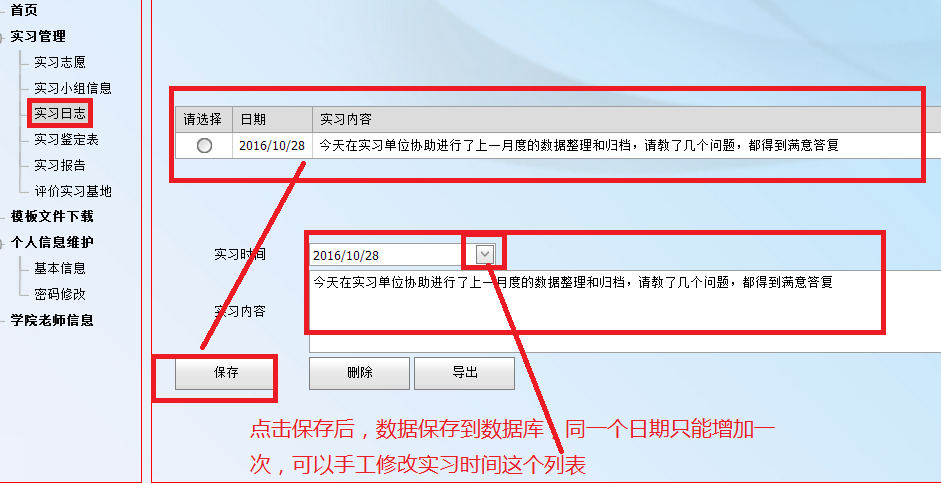 首页
实习管理
实习志愿
实习小组信息
实习日志
实习鉴定表
实习报告
评价实习基地
模板文件下载
个人信息维护
基本信息
密码修改
学院老师信息
请选择 日期 实习内容
2016/10/28 今天在实习单位协助进行了上一月度的数据整理和归档，请教了几个问题，都得到满意答复
实习时间 2016/10/28
今天在实习单位协助进行了上一月度的数据整理和归档，请教了几个问题，都得到满意答复
实习内容
保存 删除 导出
点击保存后，数据保存到数据库，同一个日期只能增加一
次，可以手工修改实习时间这个列表